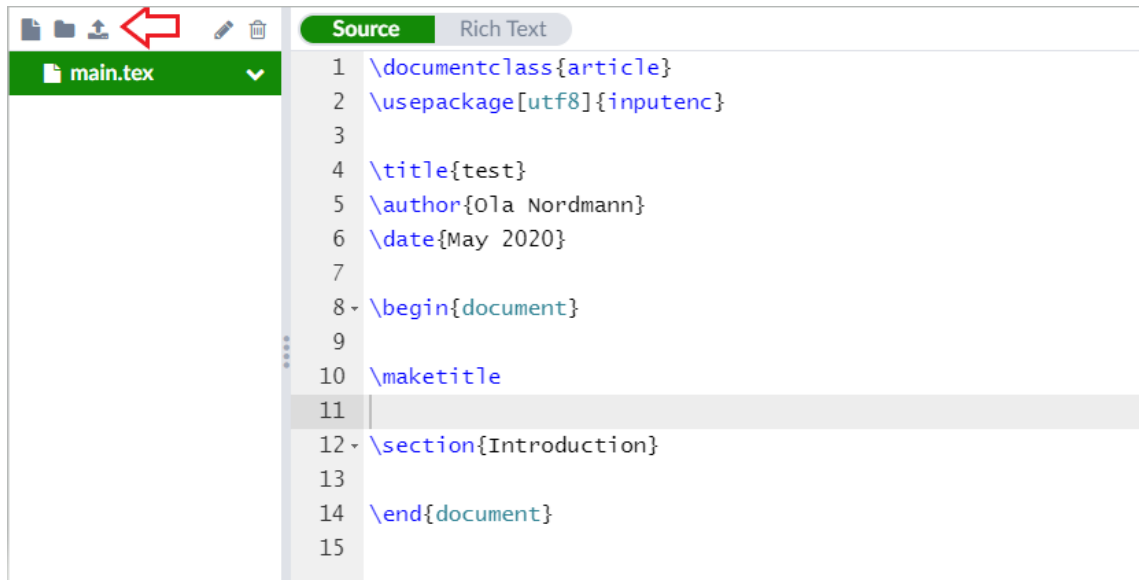 Source Rich Text
main.tex
1 \documentclass{article}
2 \usepackage[utf8]{inputenc}
3
4 \title{test}
5 \author{Ola Nordmann}
6 \date{May 2020}
7
8 \begin{document}
9
10 \maketitle
11
12 \section{Introduction}
13
14 \end{document}
15